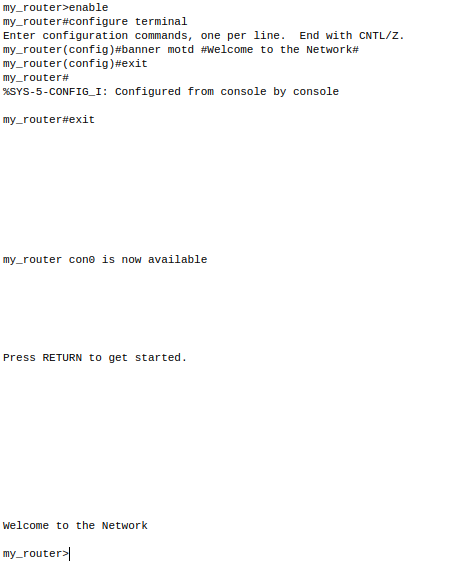 my_router>enable
my_router#configure terminal
Enter configuration commands, one per line.  End with CNTL/Z.
my_router(config)#banner motd #Welcome to the Network#
my_router(config)#exit
my_router#
%SYS-5-CONFIG_I: Configured from console by console
my_router#exit
my_router con0 is now available
Press RETURN to get started.
Welcome to the Network
my_router>